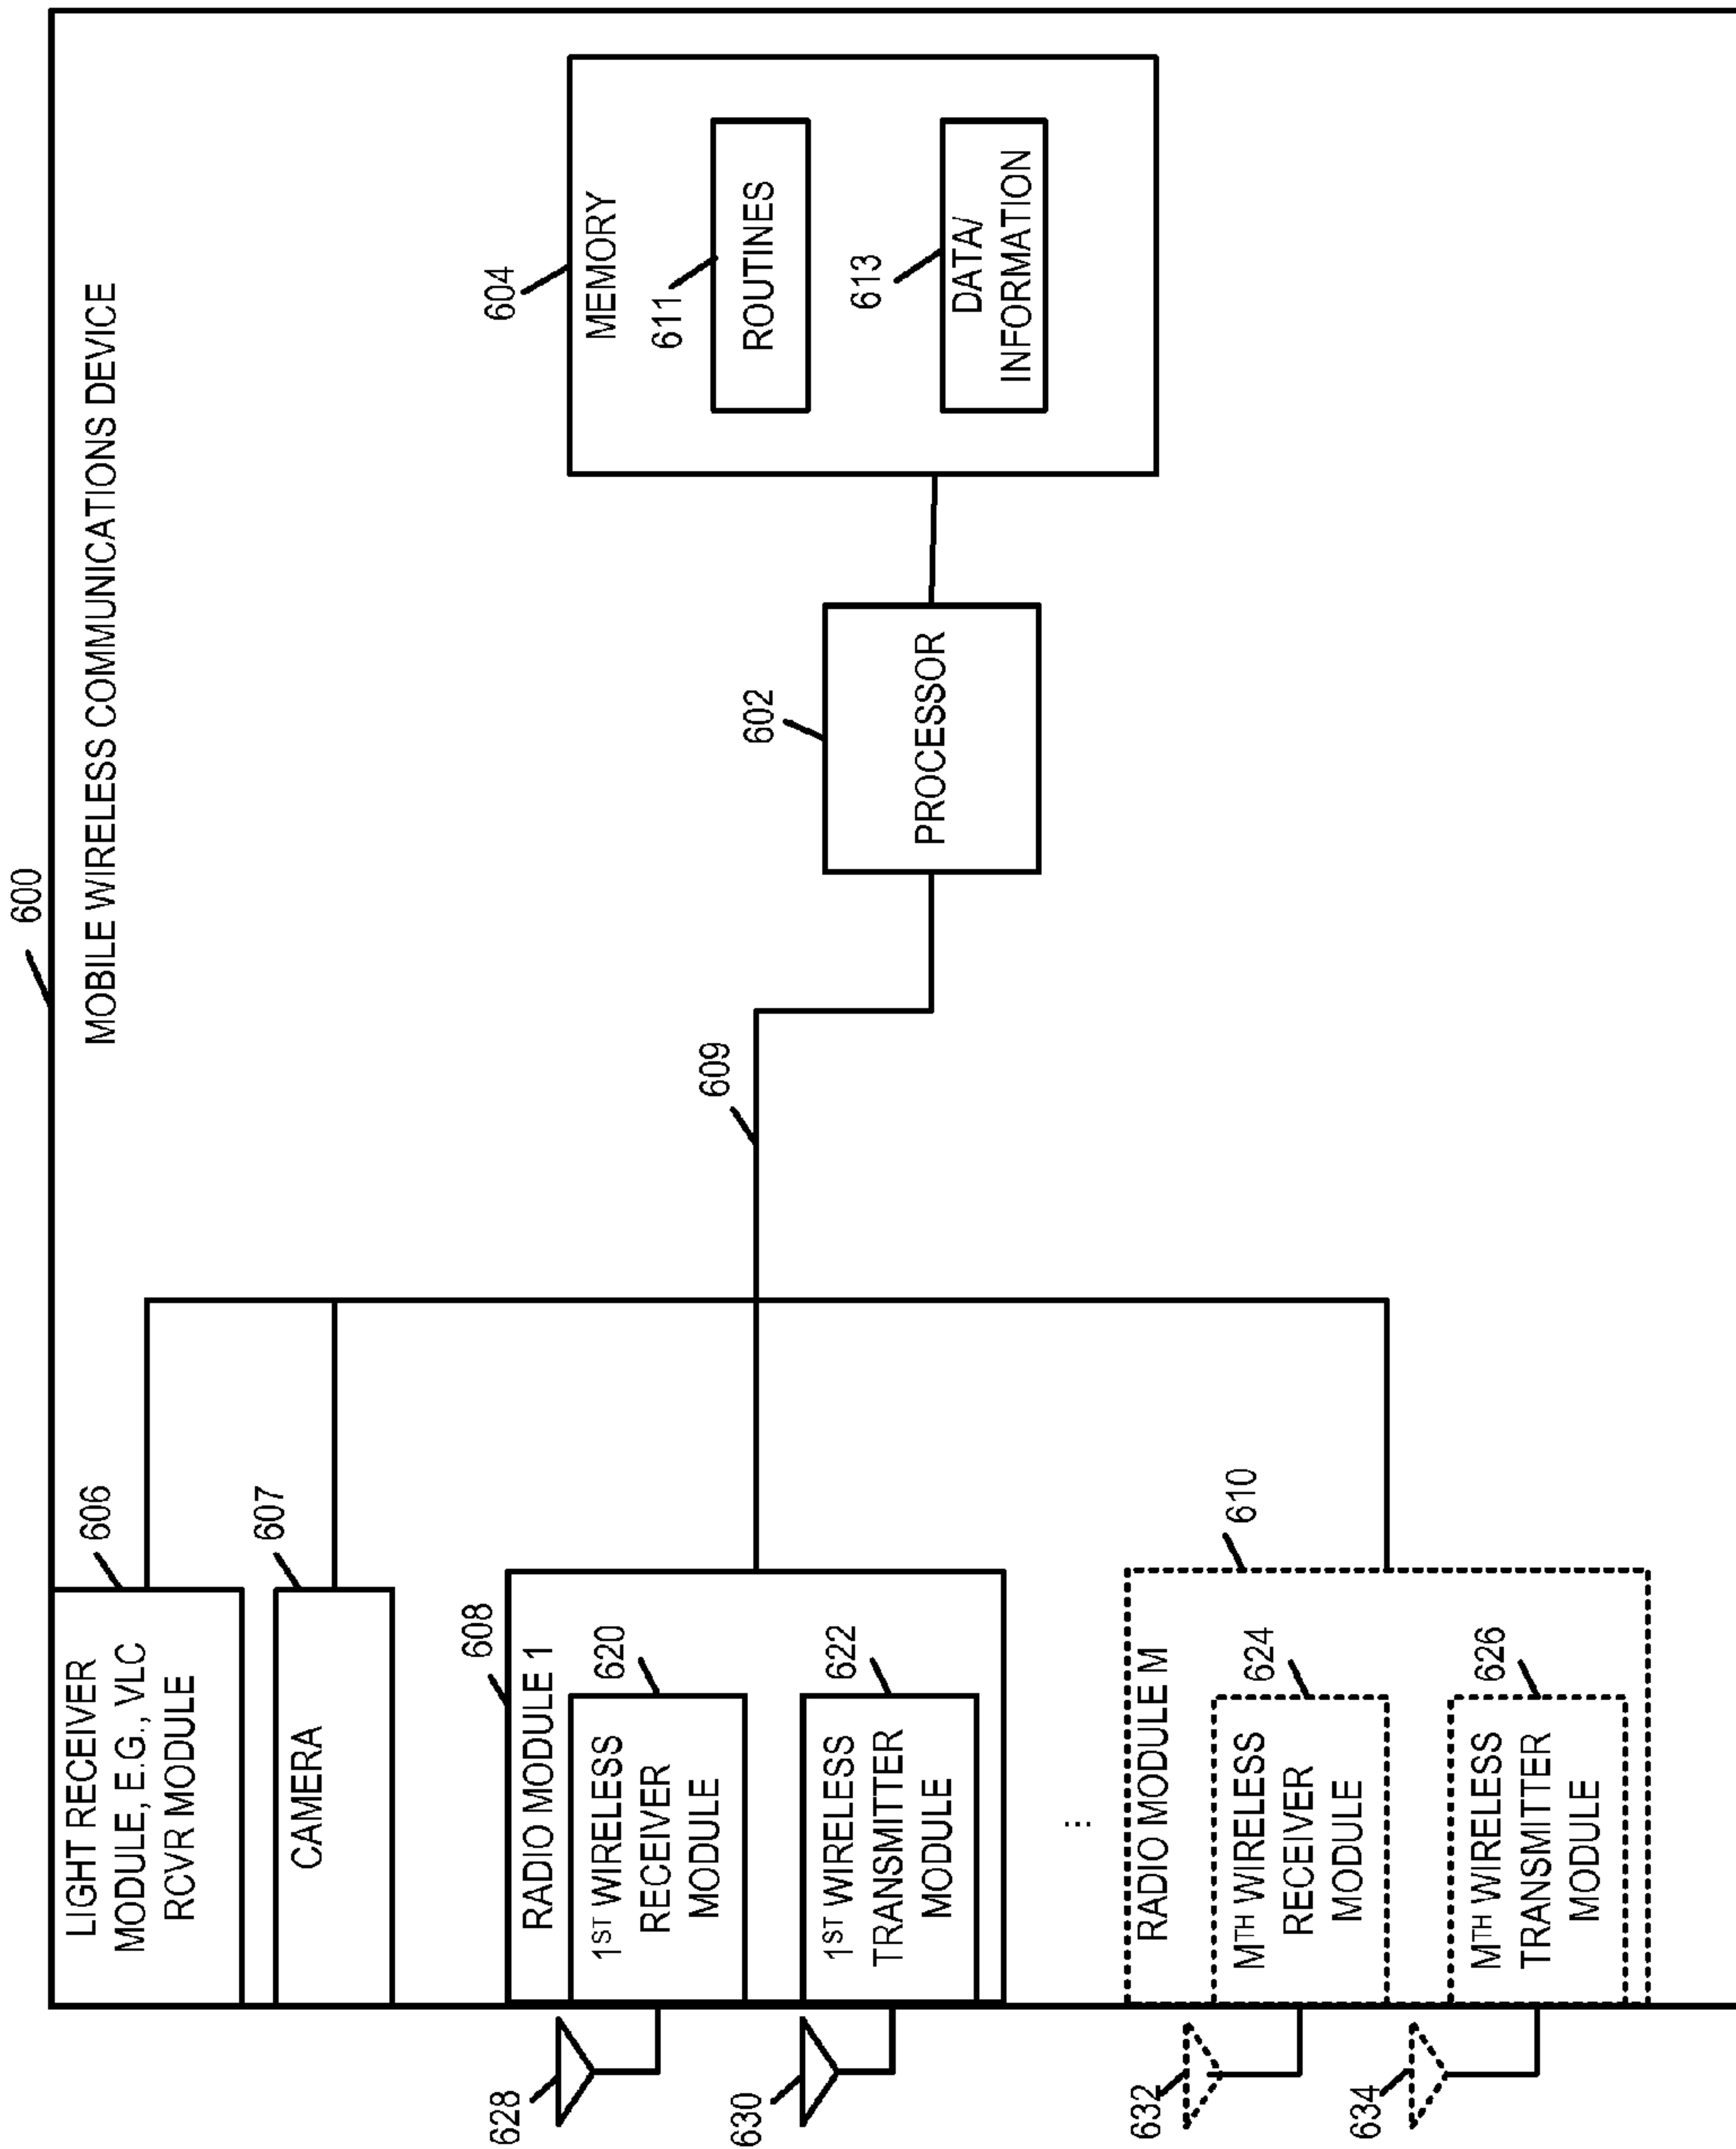 600
MOBILE WIRELESS COMMUNICATIONS DEVICE
606
LIGHT RECEIVER
MODULE, E.G., VLC
RCVR MODULE
607
CAMERA
608
RADIO MODULE 1
620
1ST WIRELESS
RECEIVER
MODULE
622
1ST WIRELESS
TRANSMITTER
MODULE
628
630
...
610
RADIO MODULE M
624
MTH WIRELESS
RECEIVER
MODULE
626
MTH WIRELESS
TRANSMITTER
MODULE
632
634
609
602
PROCESSOR
604
MEMORY
611
ROUTINES
613
DATA/
INFORMATION